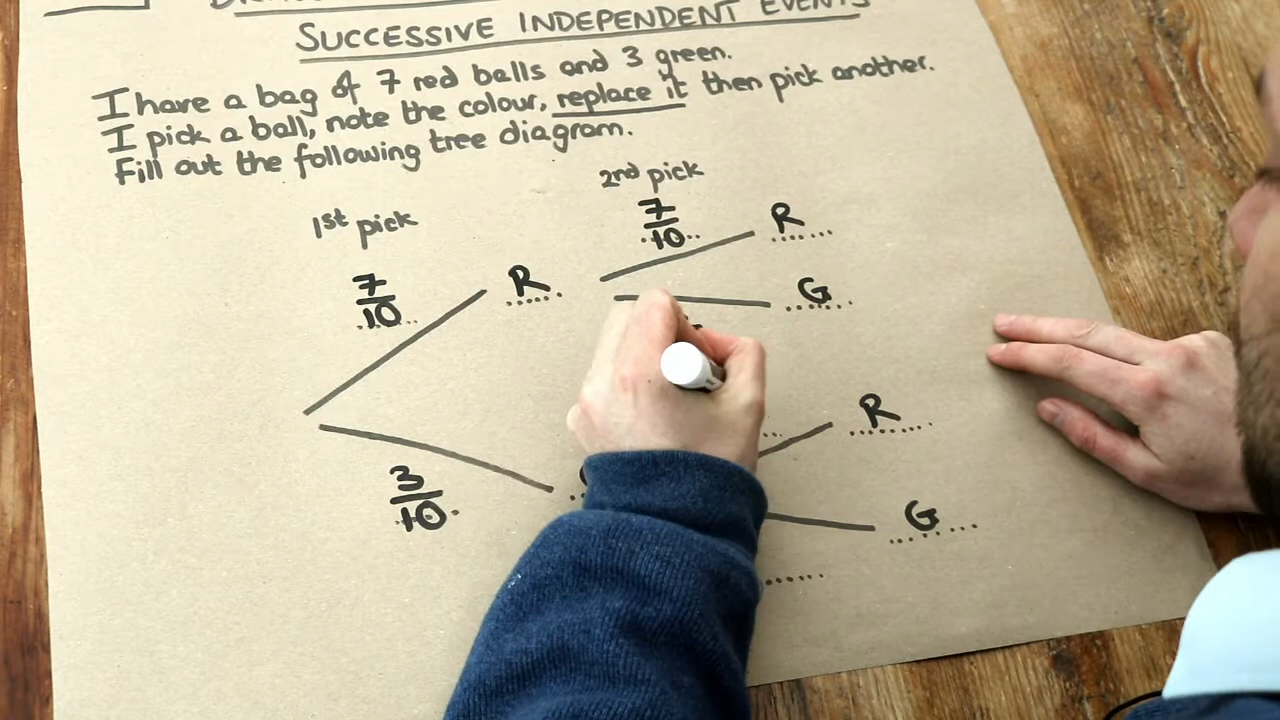 SUCCESSIVE INDEPENDENT EVENTS
I have a bag of 7 red balls and 3 green.
I pick a ball, note the colour, replace it then pick another.
Fill out the following tree diagram.
1st pick
2nd pick
7/10
R
7/10
R
G
3/10
R
G